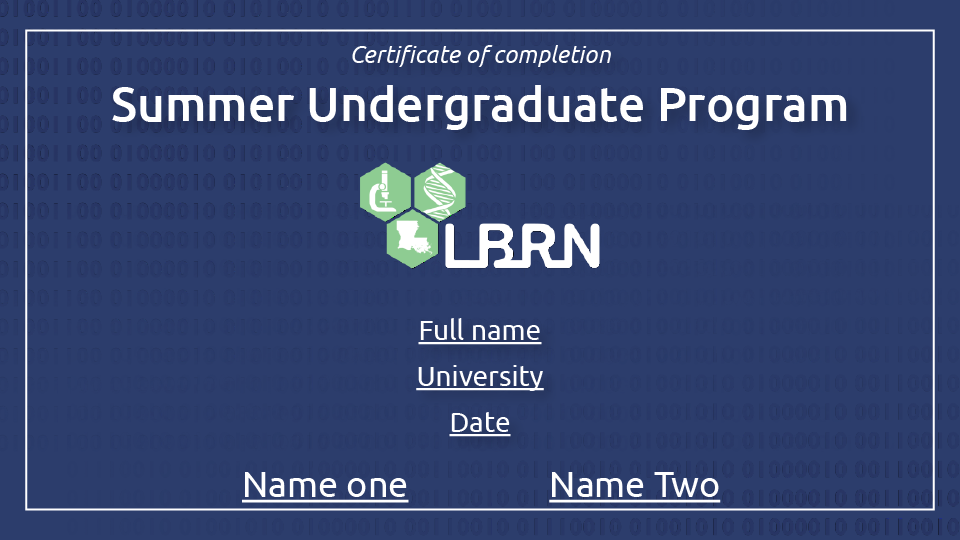 Certificate of completion
Summer Undergraduate Program
LBRN
Full name
University
Date
Name one Name Two